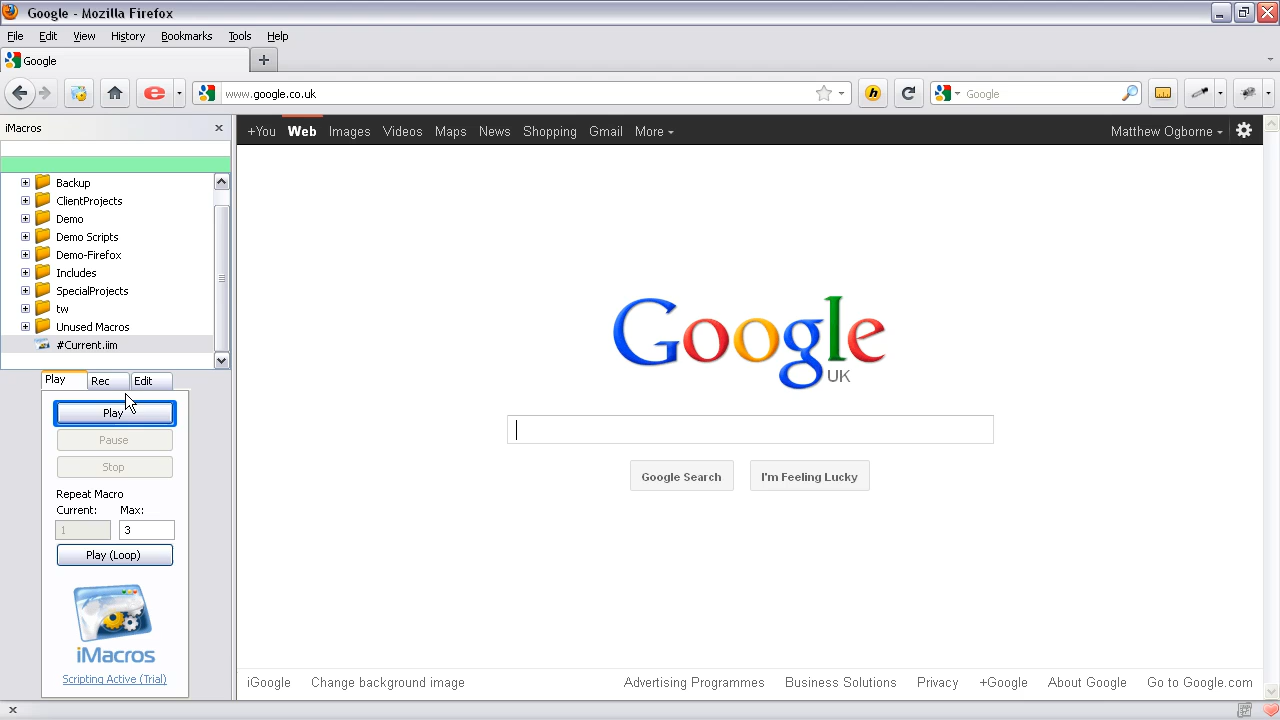 Google - Mozilla Firefox
File Edit View History Bookmarks Tools Help
Google
www.google.co.uk
Google
iMacros
+You Web Images Videos Maps News Shopping Gmail More
Matthew Ogborne
Backup
ClientProjects
Demo
Demo Scripts
Demo-Firefox
Includes
SpecialProjects
tw
Unused Macros
#Current.iim
Play Rec Edit
Play
Pause
Stop
Repeat Macro
Current: Max:
1 3
Play (Loop)
iMacros
Scripting Active (Trial)
Google
UK
Google Search I'm Feeling Lucky
iGoogle Change background image Advertising Programmes Business Solutions Privacy +Google About Google Go to Google.com